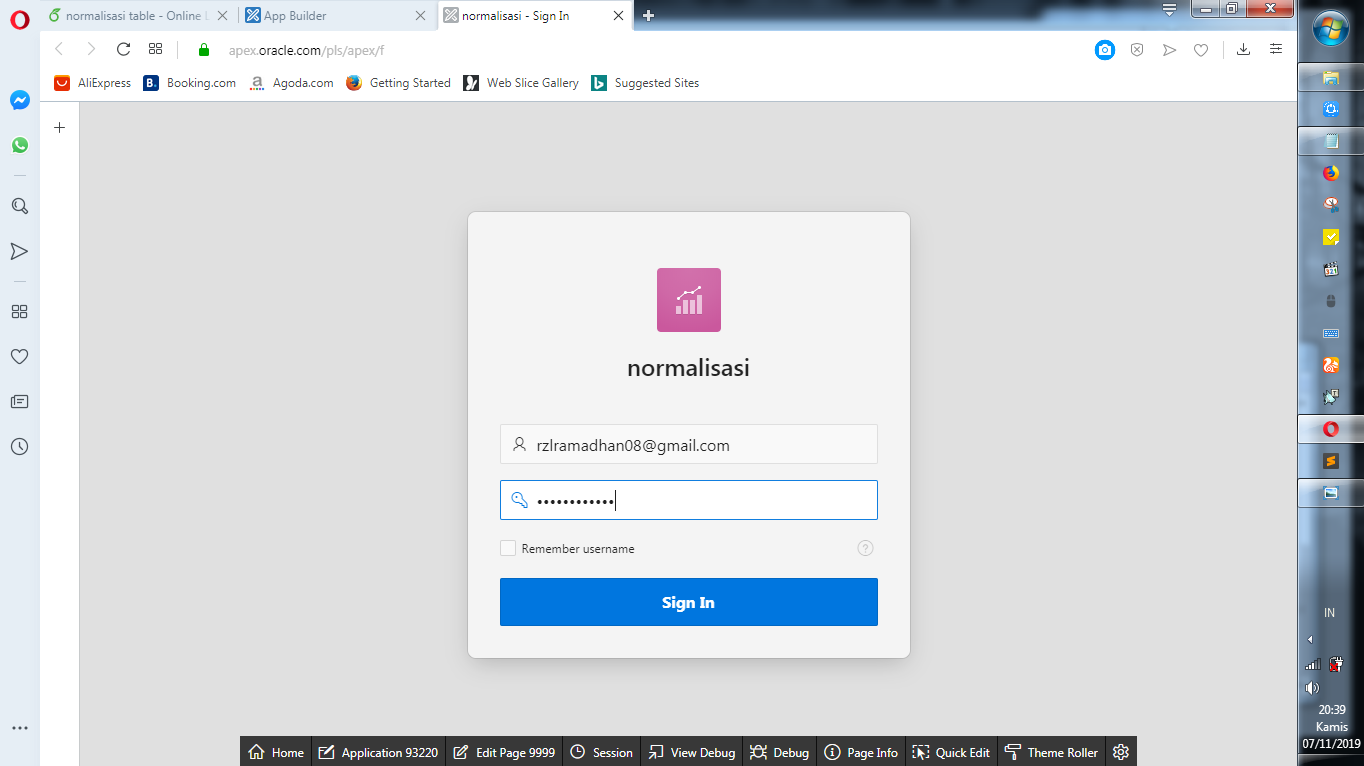 normalisasi table - Online L
App Builder
normalisasi - Sign In
apex.oracle.com/pls/apex/f
AliExpress
B.
Booking.com
a
Agoda.com
Getting Started
Web Slice Gallery
Suggested Sites
normalisasi
rzlramadhan08@gmail.com
••••••••••••
Remember username
?
Sign In
Home
Application 93220
Edit Page 9999
Session
View Debug
Debug
Page Info
Quick Edit
Theme Roller
IN
20:39
Kamis
07/11/2019